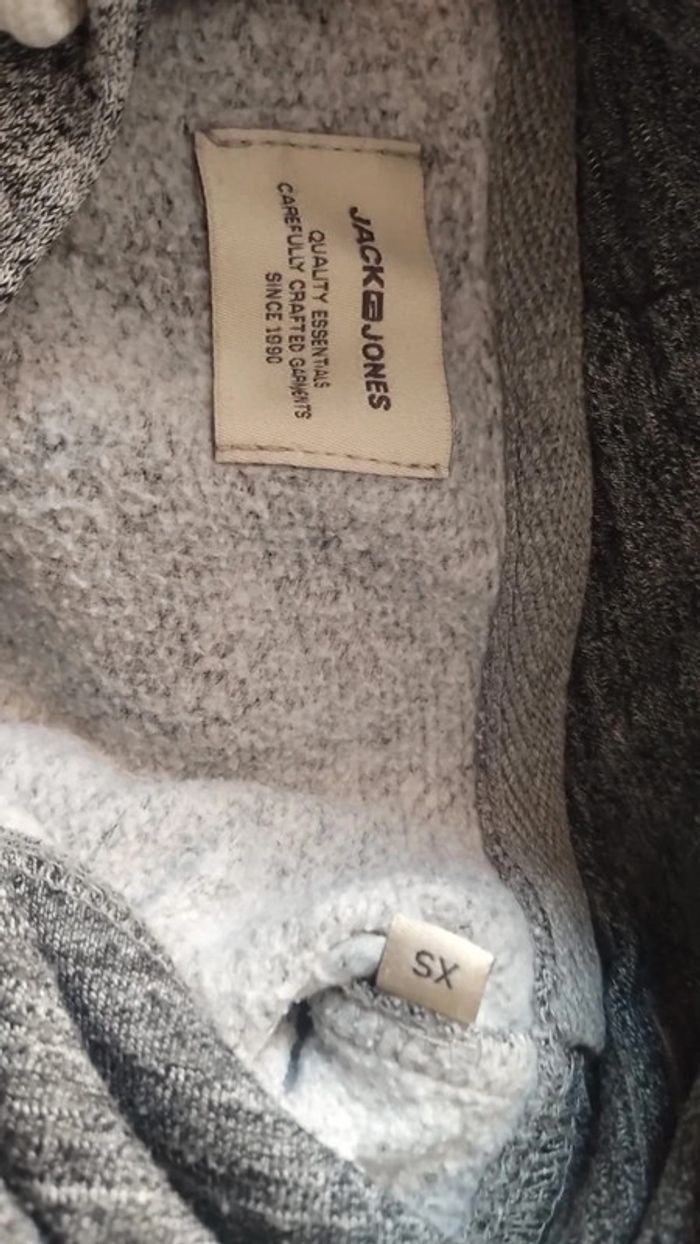 JACK & JONES
QUALITY ESSENTIALS
CAREFULLY CRAFTED GARMENTS
SINCE 1990
XS